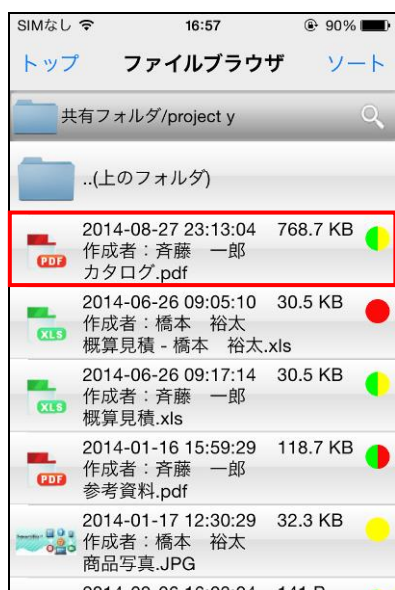 SIMなし 16:57 90%
トップ ファイルブラウザ ソート
共有フォルダ/project y
..(上のフォルダ)
2014-08-27 23:13:04 768.7 KB
作成者：斉藤　一郎
PDF
カタログ.pdf
2014-06-26 09:05:10 30.5 KB
作成者：橋本　裕太
XLS
概算見積 - 橋本　裕太.xls
2014-06-26 09:17:14 30.5 KB
作成者：斉藤　一郎
XLS
概算見積.xls
2014-01-16 15:59:29 118.7 KB
作成者：斉藤　一郎
PDF
参考資料.pdf
2014-01-17 12:30:29 32.3 KB
作成者：橋本　裕太
商品写真.JPG